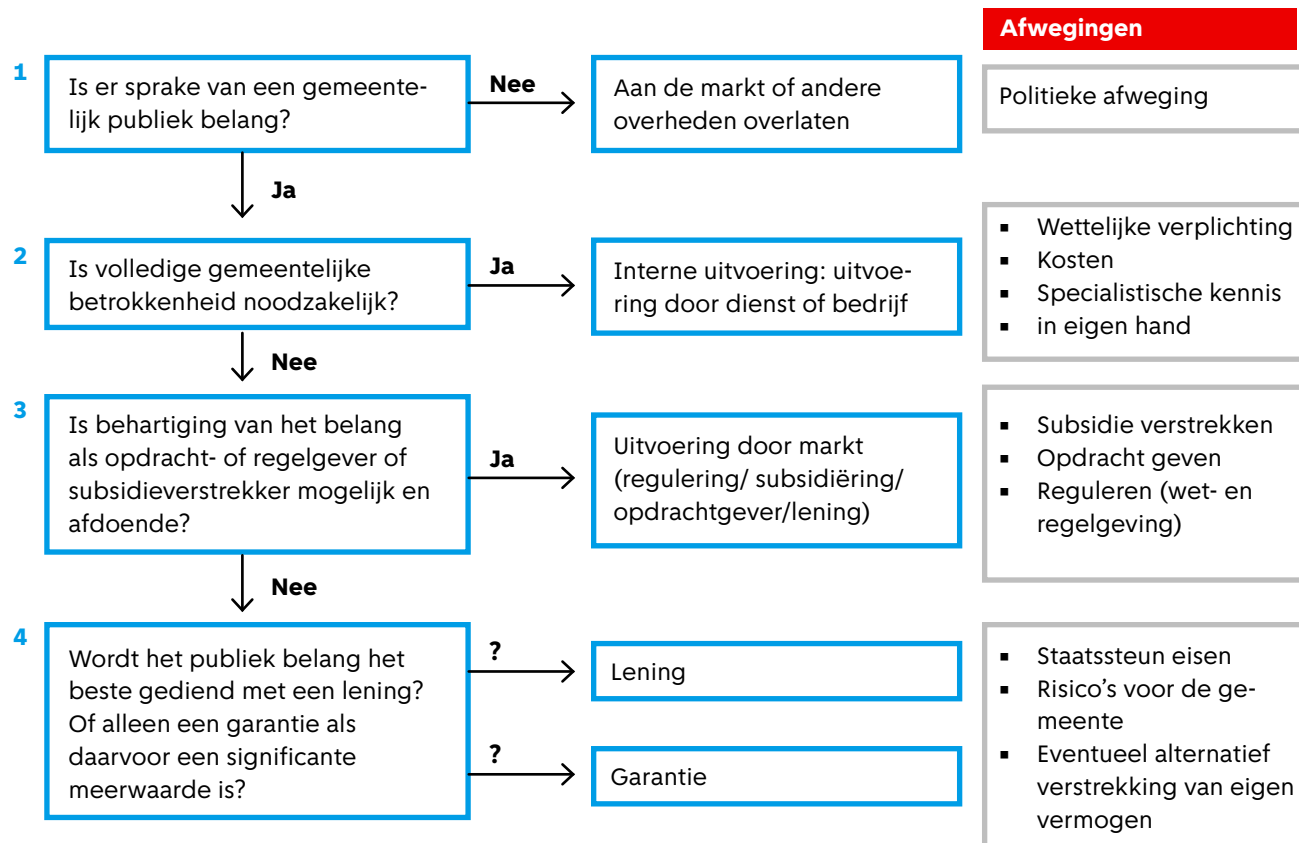 Afwegingen
1
Is er sprake van een gemeente-
lijk publiek belang?
Nee
Aan de markt of andere
overheden overlaten
Politieke afweging
Ja
2
Is volledige gemeentelijke
betrokkenheid noodzakelijk?
Ja
Interne uitvoering: uitvoe-
ring door dienst of bedrijf
▪ Wettelijke verplichting
▪ Kosten
▪ Specialistische kennis
▪ in eigen hand
Nee
3
Is behartiging van het belang
als opdracht- of regelgever of
subsidieverstrekker mogelijk en
afdoende?
Ja
Uitvoering door markt
(regulering/ subsidiëring/
opdrachtgever/lening)
▪ Subsidie verstrekken
▪ Opdracht geven
▪ Reguleren (wet- en
regelgeving)
Nee
4
Wordt het publiek belang het
beste gediend met een lening?
Of alleen een garantie als
daarvoor een significante
meerwaarde is?
?
Lening
?
Garantie
▪ Staatssteun eisen
▪ Risico's voor de ge-
meente
▪ Eventueel alternatief
verstrekking van eigen
vermogen